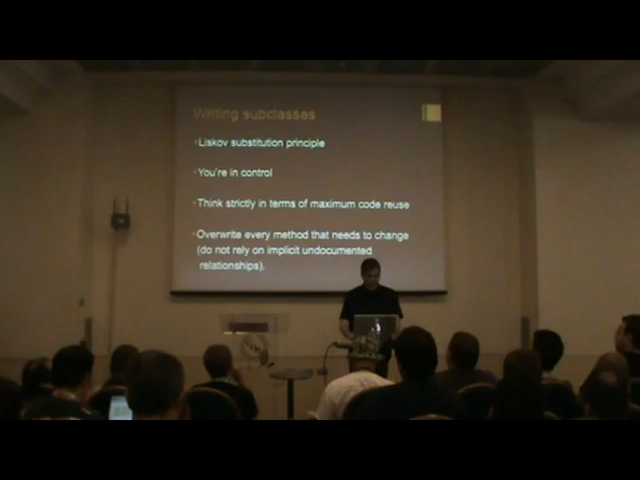 Writing subclasses
Liskov substitution principle
You're in control
Think strictly in terms of maximum code reuse
Overwrite every method that needs to change
(do not rely on implicit undocumented
relationships).